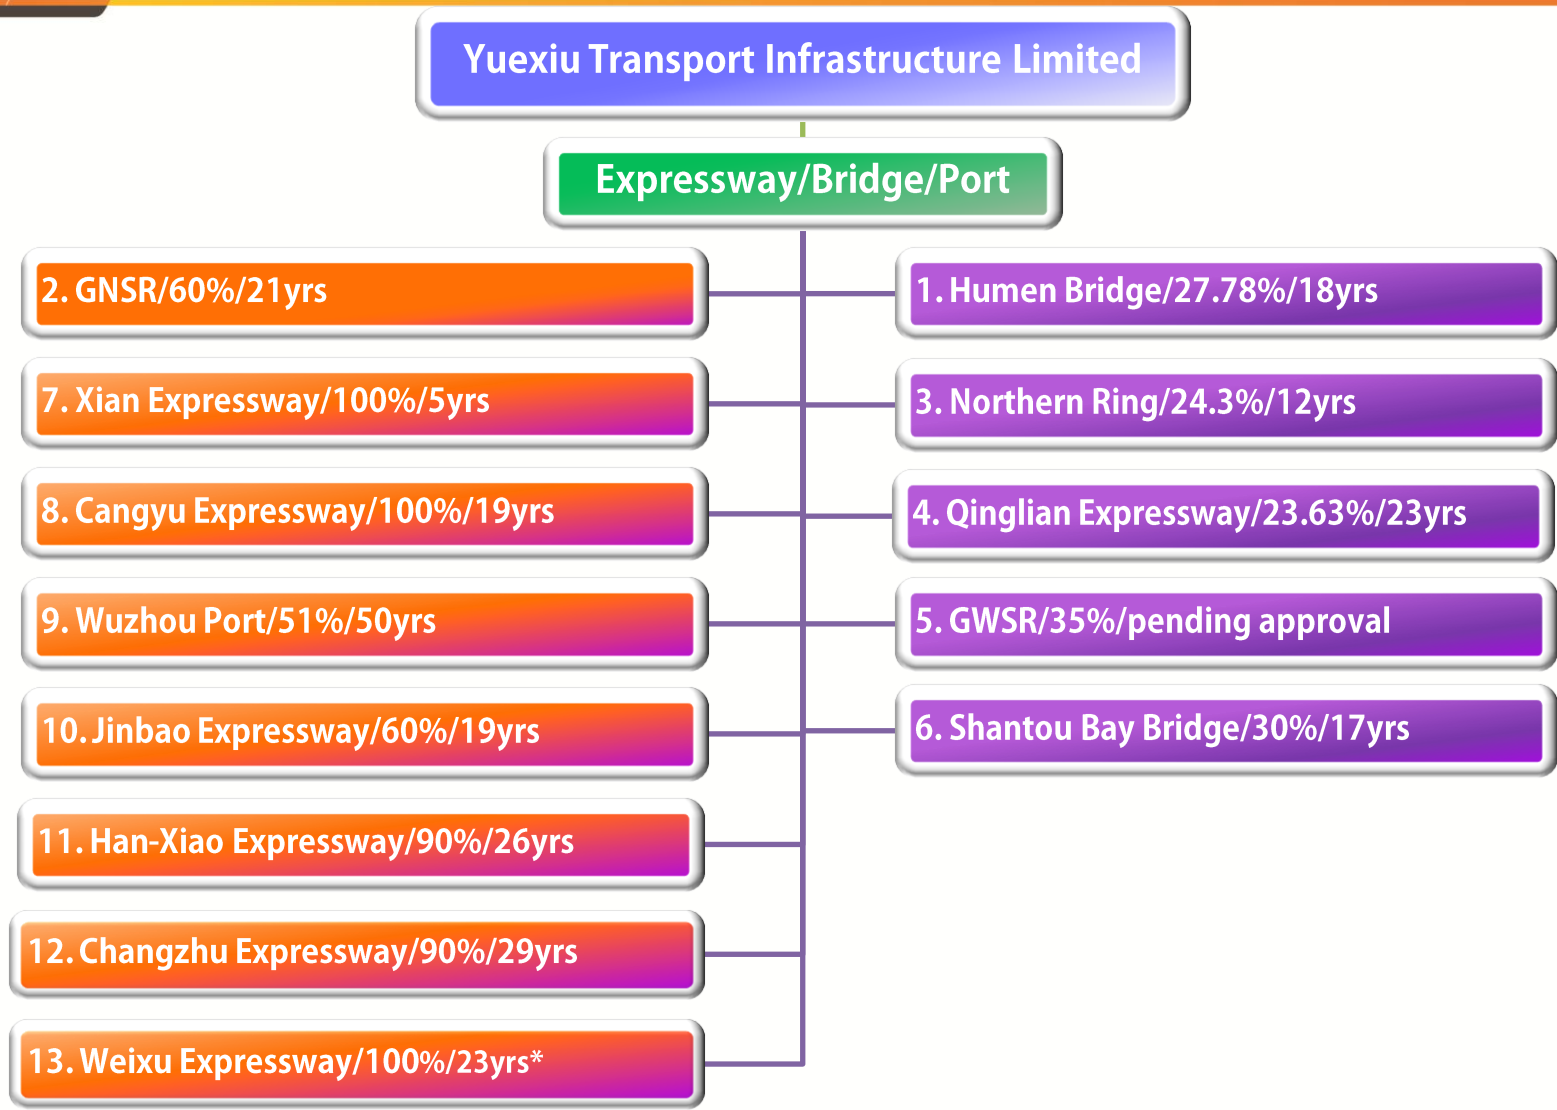 Yuexiu Transport Infrastructure Limited
Expressway/Bridge/Port
2. GNSR/60%/21yrs
7. Xian Expressway/100%/5yrs
8. Cangyu Expressway/100%/19yrs
9. Wuzhou Port/51%/50yrs
10. Jinbao Expressway/60%/19yrs
11. Han-Xiao Expressway/90%/26yrs
12. Changzhu Expressway/90%/29yrs
13. Weixu Expressway/100%/23yrs*
1. Humen Bridge/27.78%/18yrs
3. Northern Ring/24.3%/12yrs
4. Qinglian Expressway/23.63%/23yrs
5. GWSR/35%/pending approval
6. Shantou Bay Bridge/30%/17yrs